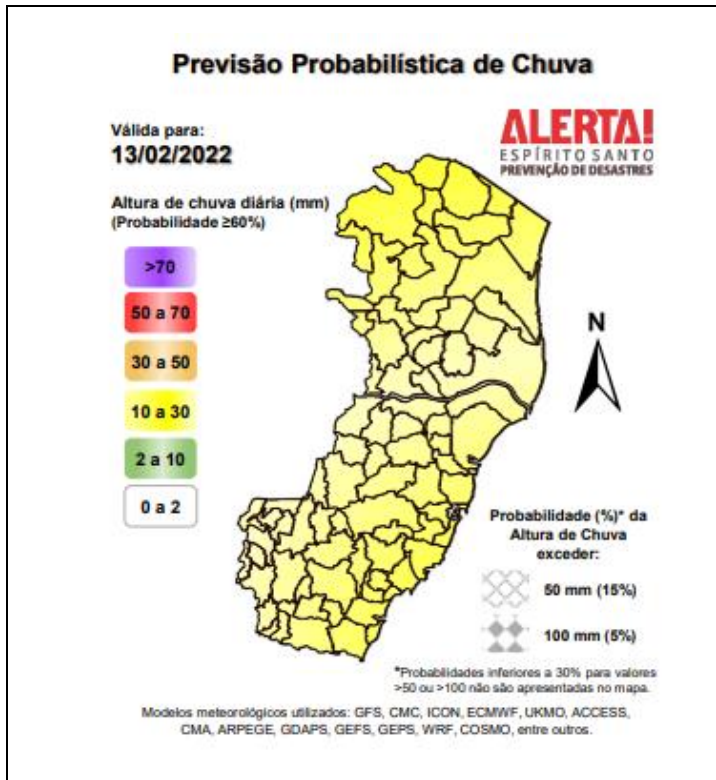 Previsão Probabilística de Chuva
Válida para:
13/02/2022
ALERTA!
ESPÍRITO SANTO
PREVENÇÃO DE DESASTRES
Altura de chuva diária (mm)
(Probabilidade ≥60%)
>70
50 a 70
30 a 50
10 a 30
2 a 10
0 a 2
N
Probabilidade (%)* da
Altura de Chuva
exceder:
50 mm (15%)
100 mm (5%)
*Probabilidades inferiores a 30% para valores
>50 ou >100 não são apresentadas no mapa.
Modelos meteorológicos utilizados: GFS, CMC, ICON, ECMWF, UKMO, ACCESS,
CMA, ARPEGE, GDAPS, GEFS, GEPS, WRF, COSMO, entre outros.